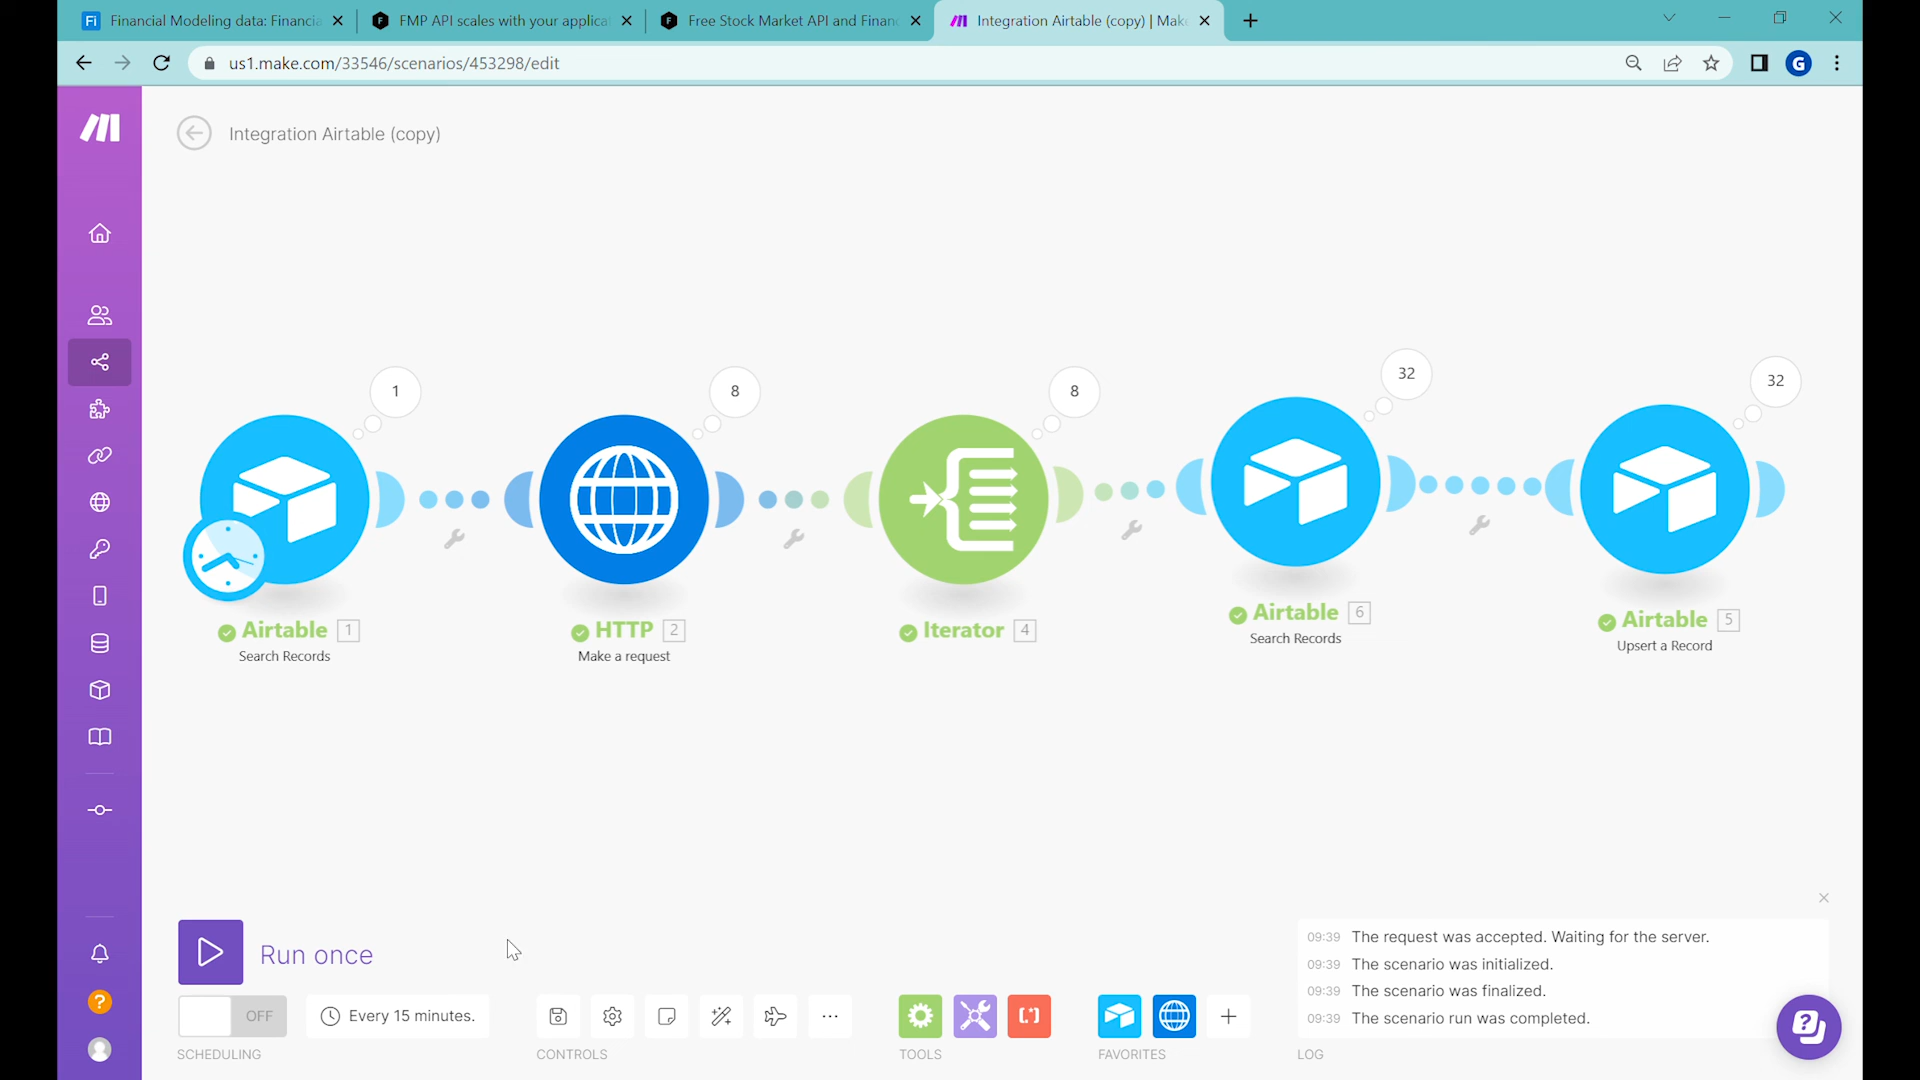 Financial Modeling data: Financia
FMP API scales with your applica
Free Stock Market API and Finan
Integration Airtable (copy) | Mak
us1.make.com/33546/scenarios/453298/edit
G
Integration Airtable (copy)
1
8
8
32
32
Airtable 1
Search Records
HTTP 2
Make a request
Iterator 4
Airtable 6
Search Records
Airtable 5
Upsert a Record
Run once
OFF
Every 15 minutes.
SCHEDULING
CONTROLS
TOOLS
FAVORITES
09:39 The request was accepted. Waiting for the server.
09:39 The scenario was initialized.
09:39 The scenario was finalized.
09:39 The scenario run was completed.
LOG